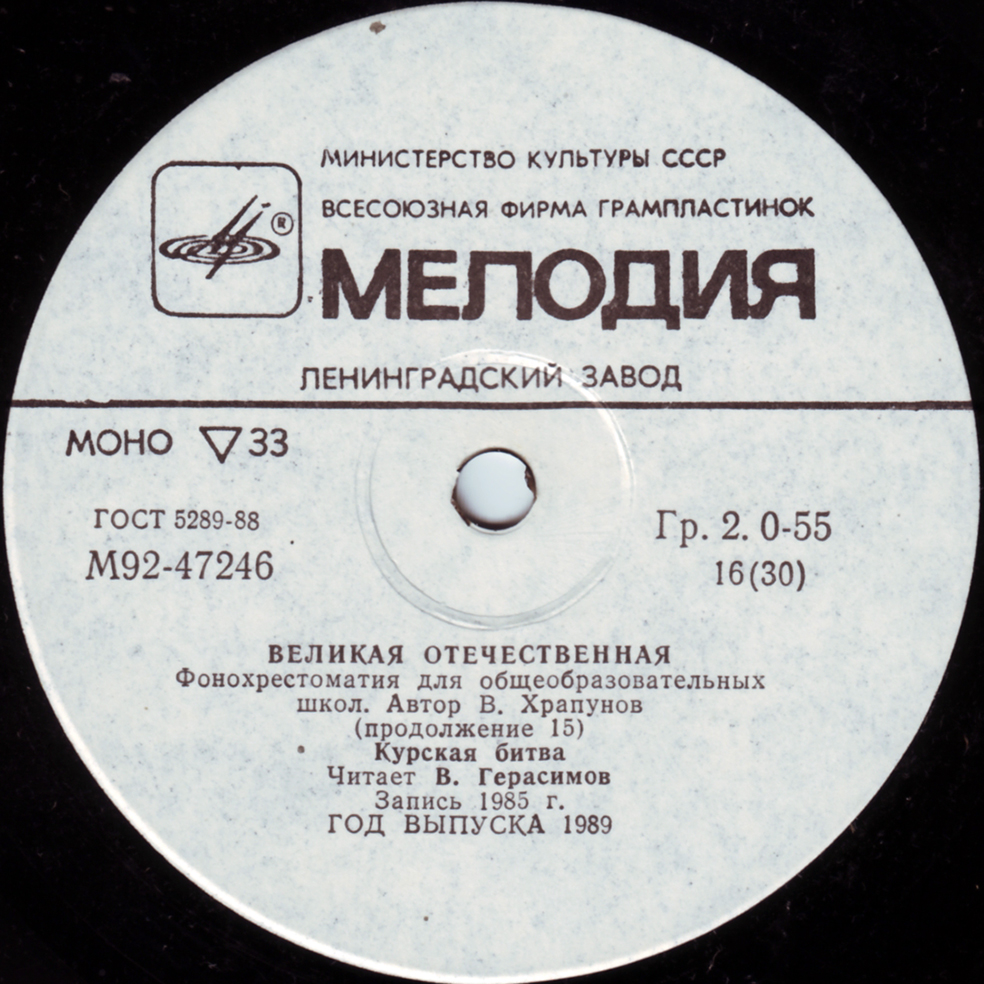 МИНИСТЕРСТВО КУЛЬТУРЫ СССР
ВСЕСОЮЗНАЯ ФИРМА ГРАМПЛАСТИНОК
®
МЕЛОДИЯ
ЛЕНИНГРАДСКИЙ ЗАВОД
МОНО ▽33
ГОСТ 5289-88
М92-47246
Гр. 2. 0-55
16(30)
ВЕЛИКАЯ ОТЕЧЕСТВЕННАЯ
Фонохрестоматия для общеобразовательных
школ. Автор В. Храпунов
(продолжение 15)
Курская битва
Читает В. Герасимов
Запись 1985 г.
ГОД ВЫПУСКА 1989